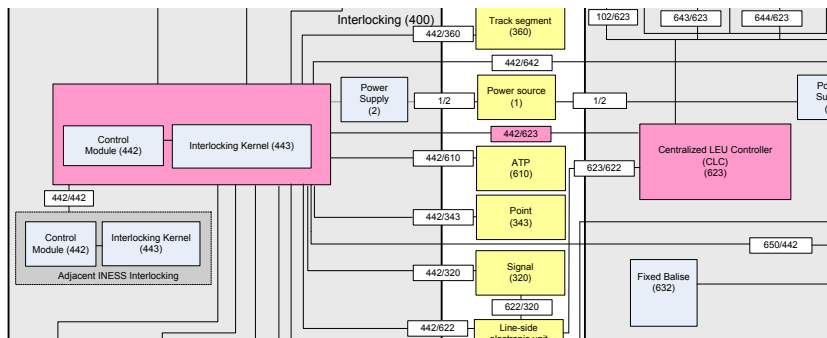 Interlocking (400)
Track segment
(360)
442/360
102/623
643/623
644/623
442/642
Power
Supply
(2)
1/2
Power source
(1)
1/2
442/623
Control
Module (442)
Interlocking Kernel (443)
442/610
ATP
(610)
623/622
Centralized LEU Controller
(CLC)
(623)
442/442
442/343
Point
(343)
Control
Module (442)
Interlocking Kernel
(443)
Adjacent INESS Interlocking
650/442
442/320
Signal
(320)
Fixed Balise
(632)
622/320
442/622
Line-side
electronic unit